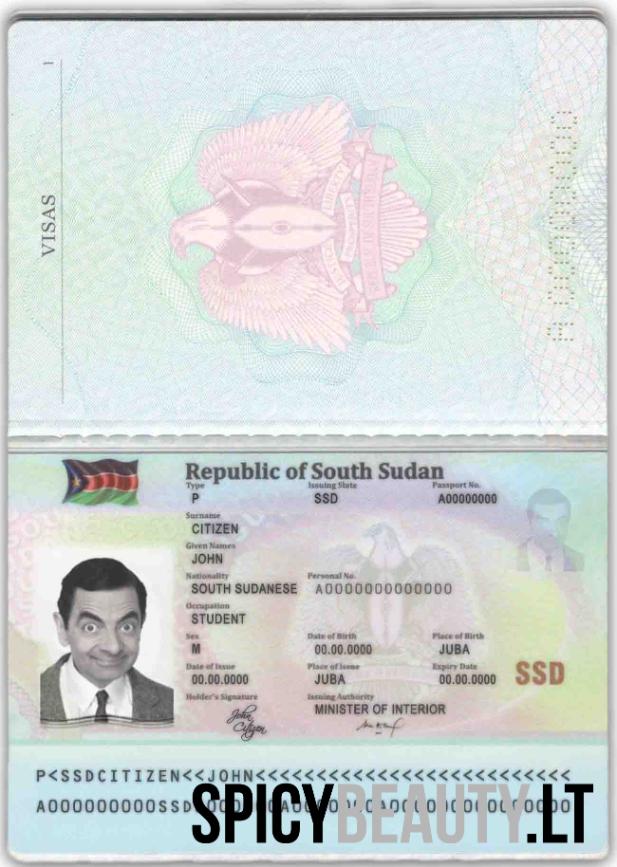 VISAS
1
Republic of South Sudan
Type Issuing State Passport No.
P SSD A00000000
Surname
CITIZEN
Given Names
JOHN
Nationality Personal No.
SOUTH SUDANESE A0000000000000
Occupation
STUDENT
Sex Date of Birth Place of Birth
M 00.00.0000 JUBA
Date of Issue Place of Issue Expiry Date
00.00.0000 JUBA 00.00.0000
SSD
Holder's Signature Issuing Authority
MINISTER OF INTERIOR
John Citizen
P<SSDCITIZEN<<JOHN<<<<<<<<<<<<<<<<<<<<<<<<<<
A000000000SSD
SPICYBEAUTY.LT